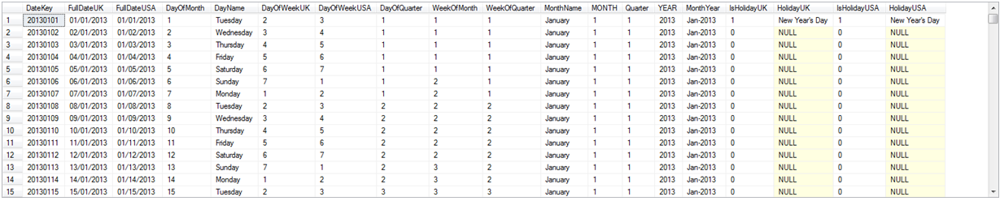 DateKey FullDateUK FullDateUSA DayOfMonth DayName DayOfWeekUK DayOfWeekUSA DayOfQuarter WeekOfMonth WeekOfQuarter MonthName MONTH Quarter YEAR MonthYear IsHolidayUK HolidayUK IsHolidayUSA HolidayUSA
1 20130101 01/01/2013 01/01/2013 1 Tuesday 2 3 1 1 1 January 1 1 2013 Jan-2013 1 New Year's Day 1 New Year's Day
2 20130102 02/01/2013 01/02/2013 2 Wednesday 3 4 1 1 1 January 1 1 2013 Jan-2013 0 NULL 0 NULL
3 20130103 03/01/2013 01/03/2013 3 Thursday 4 5 1 1 1 January 1 1 2013 Jan-2013 0 NULL 0 NULL
4 20130104 04/01/2013 01/04/2013 4 Friday 5 6 1 1 1 January 1 1 2013 Jan-2013 0 NULL 0 NULL
5 20130105 05/01/2013 01/05/2013 5 Saturday 6 7 1 1 1 January 1 1 2013 Jan-2013 0 NULL 0 NULL
6 20130106 06/01/2013 01/06/2013 6 Sunday 7 1 1 2 1 January 1 1 2013 Jan-2013 0 NULL 0 NULL
7 20130107 07/01/2013 01/07/2013 7 Monday 1 2 1 2 1 January 1 1 2013 Jan-2013 0 NULL 0 NULL
8 20130108 08/01/2013 01/08/2013 8 Tuesday 2 3 2 2 2 January 1 1 2013 Jan-2013 0 NULL 0 NULL
9 20130109 09/01/2013 01/09/2013 9 Wednesday 3 4 2 2 2 January 1 1 2013 Jan-2013 0 NULL 0 NULL
10 20130110 10/01/2013 01/10/2013 10 Thursday 4 5 2 2 2 January 1 1 2013 Jan-2013 0 NULL 0 NULL
11 20130111 11/01/2013 01/11/2013 11 Friday 5 6 2 2 2 January 1 1 2013 Jan-2013 0 NULL 0 NULL
12 20130112 12/01/2013 01/12/2013 12 Saturday 6 7 2 2 2 January 1 1 2013 Jan-2013 0 NULL 0 NULL
13 20130113 13/01/2013 01/13/2013 13 Sunday 7 1 2 3 2 January 1 1 2013 Jan-2013 0 NULL 0 NULL
14 20130114 14/01/2013 01/14/2013 14 Monday 1 2 2 3 2 January 1 1 2013 Jan-2013 0 NULL 0 NULL
15 20130115 15/01/2013 01/15/2013 15 Tuesday 2 3 3 3 3 January 1 1 2013 Jan-2013 0 NULL 0 NULL